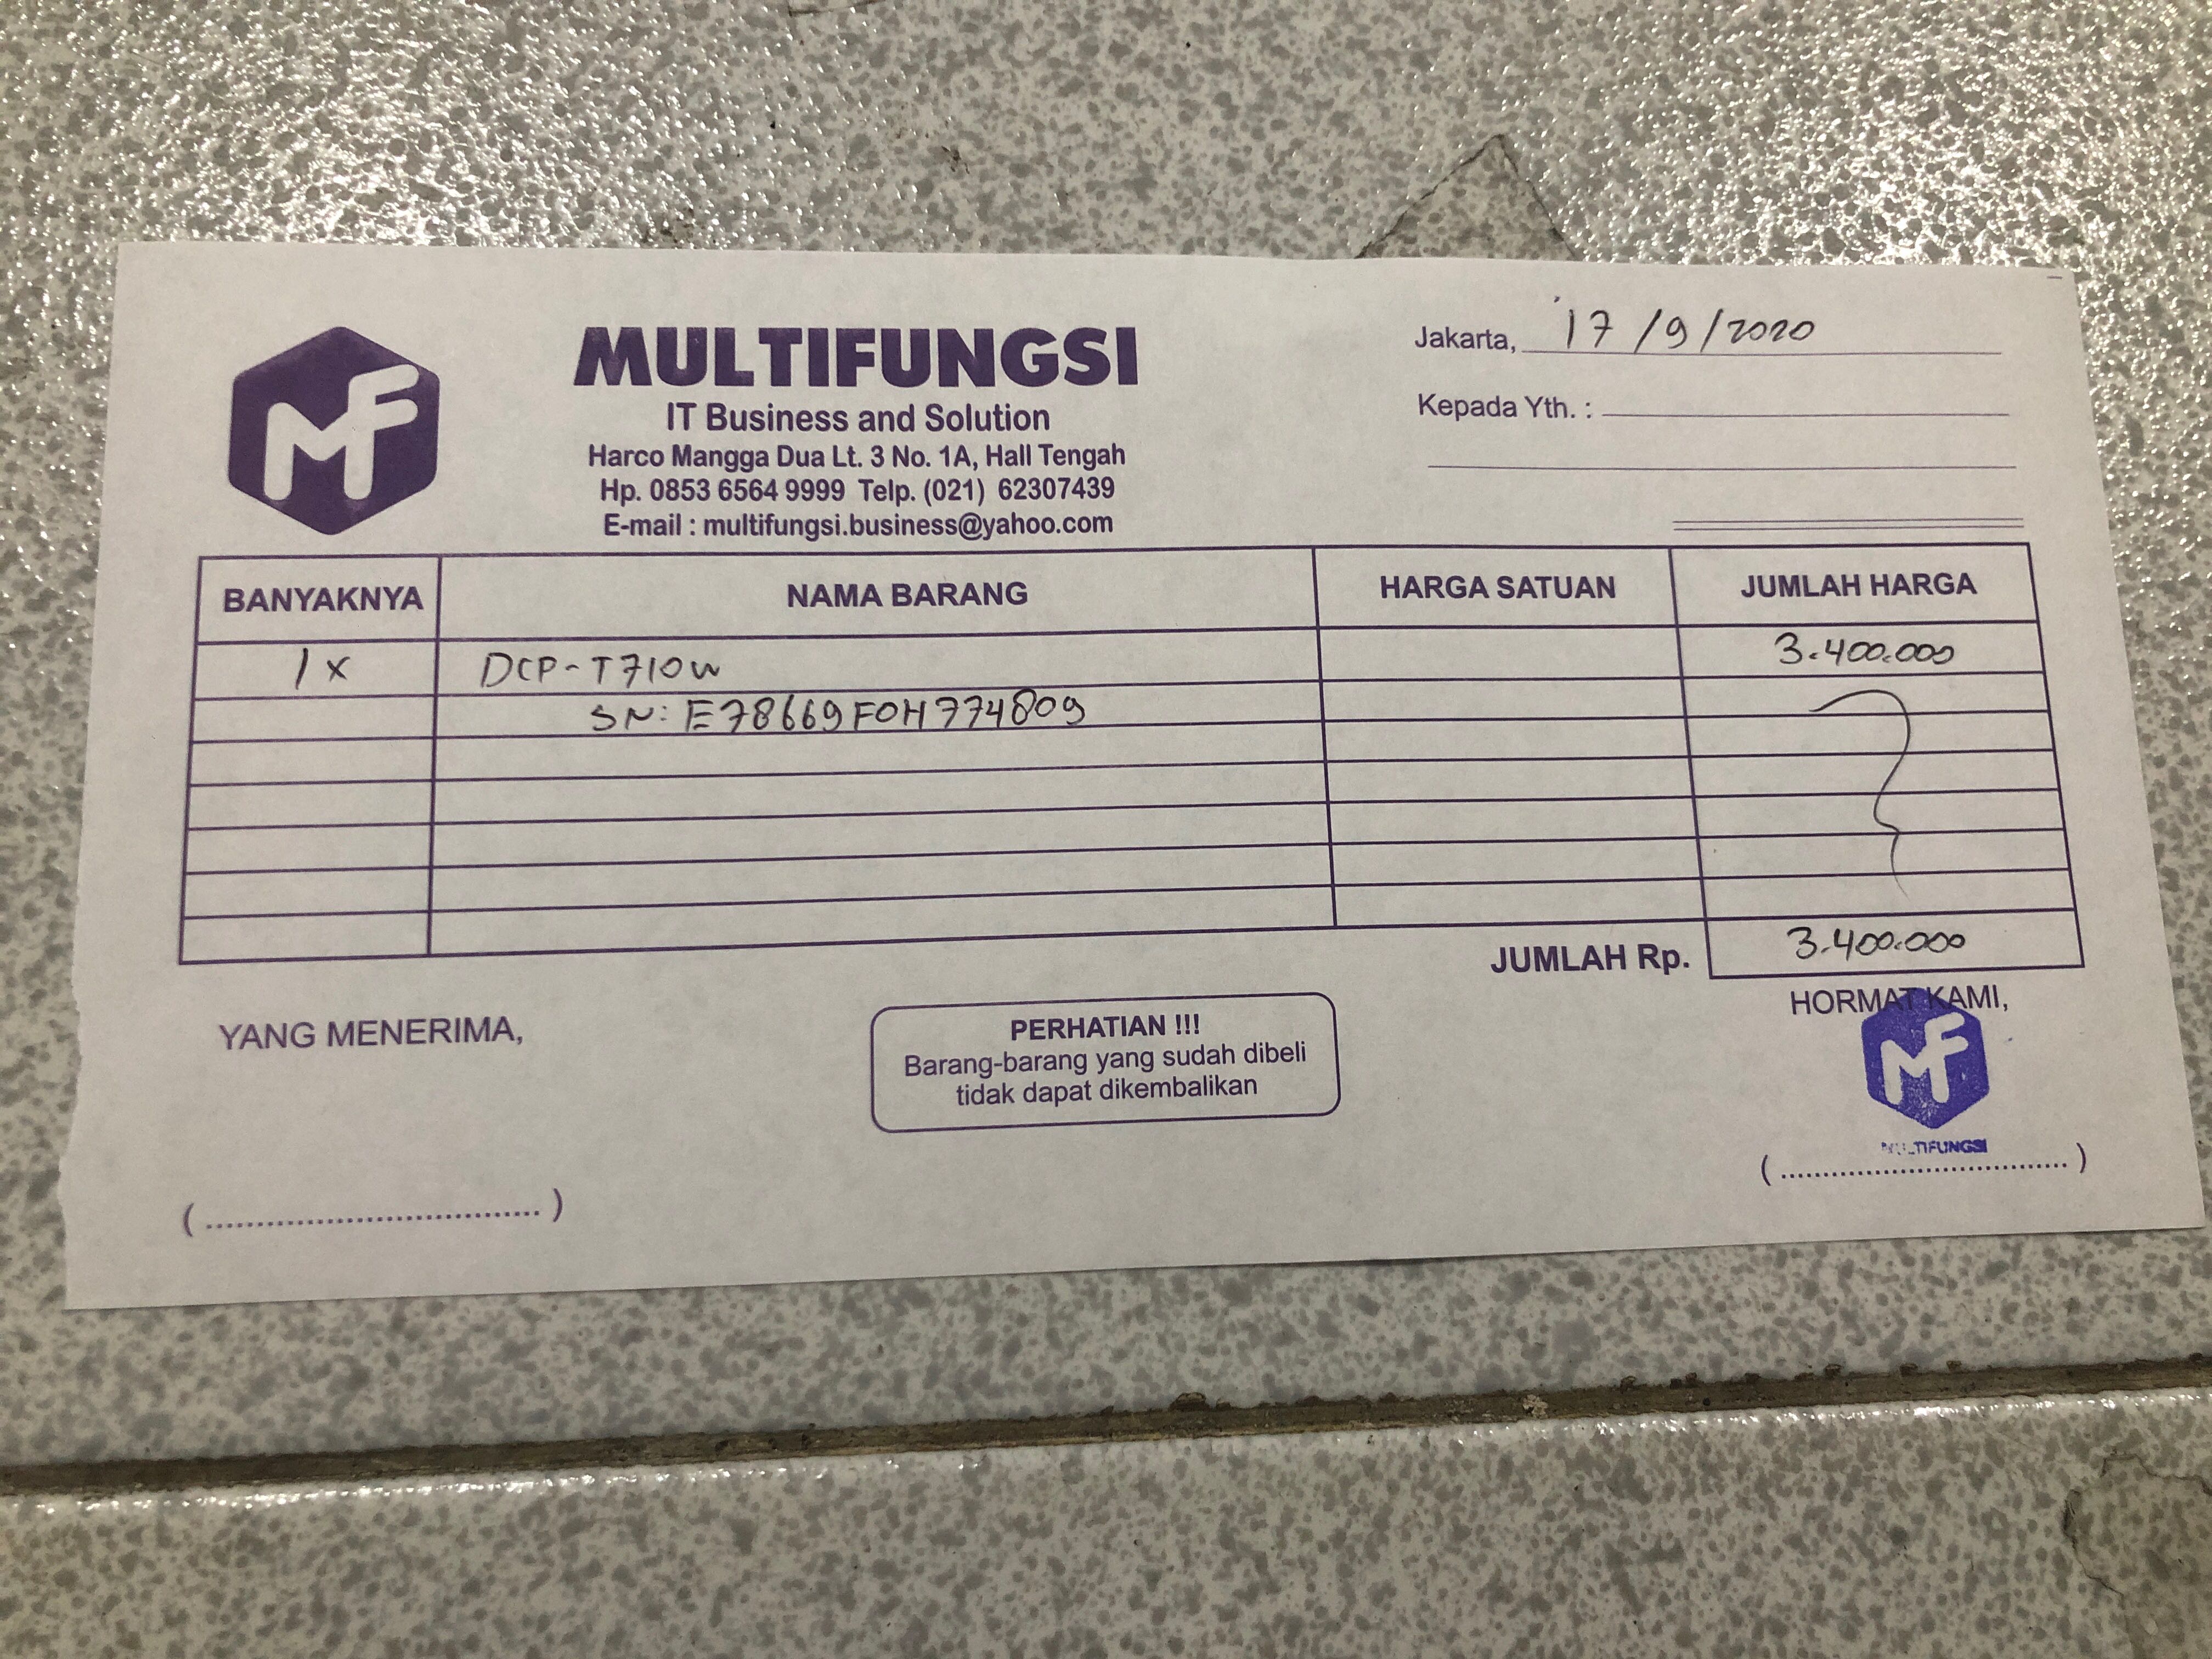 MF
MULTIFUNGSI
IT Business and Solution
Harco Mangga Dua Lt. 3 No. 1A, Hall Tengah
Hp. 0853 6564 9999 Telp. (021) 62307439
E-mail : multifungsi.business@yahoo.com
Jakarta, 17/9/2020
Kepada Yth. :
BANYAKNYA NAMA BARANG HARGA SATUAN JUMLAH HARGA
1x DCP-T710W 3.400.000
SN: E78669F0H774809
JUMLAH Rp. 3.400.000
YANG MENERIMA,
PERHATIAN !!!
Barang-barang yang sudah dibeli
tidak dapat dikembalikan
HORMAT KAMI,
MF
MULTIFUNGSI
(....................................)
(....................................)